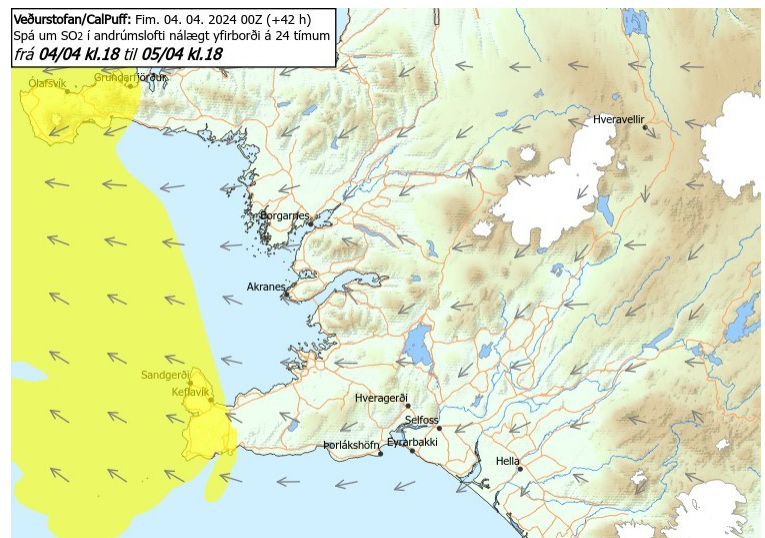 Veðurstofan/CalPuff: Fim. 04. 04. 2024 00Z (+42 h)
Spá um SO2 í andrúmslofti nálægt yfirborði á 24 tímum
frá 04/04 kl.18 til 05/04 kl.18
Ólafsvík
Grundarfjörður
Hveravellir
Borgarnes
Akranes
Sandgerði
Keflavík
Hveragerði
Selfoss
Þorlákshöfn
Eyrarbakki
Hella